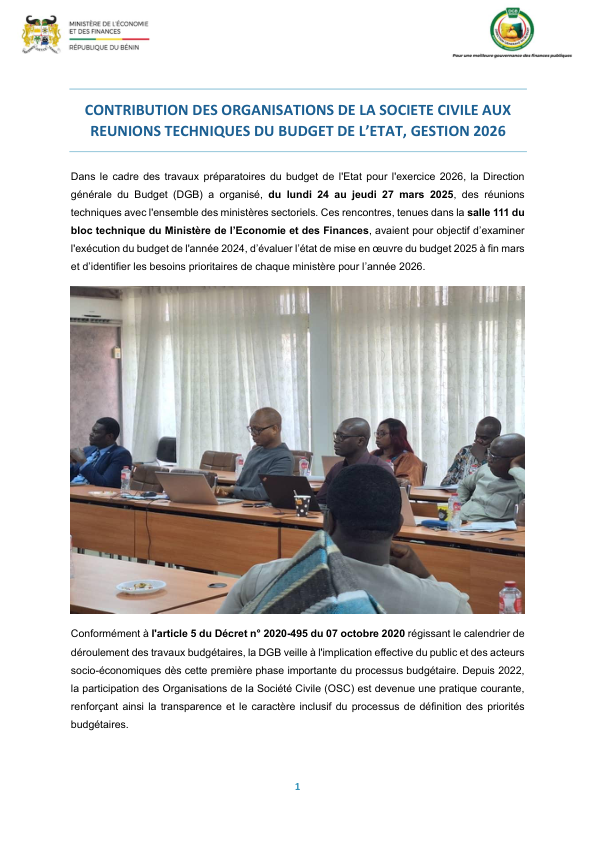 MINISTÈRE DE L'ÉCONOMIE
ET DES FINANCES
RÉPUBLIQUE DU BÉNIN
DGB
Pour une meilleure gouvernance des finances publiques
CONTRIBUTION DES ORGANISATIONS DE LA SOCIETE CIVILE AUX
REUNIONS TECHNIQUES DU BUDGET DE L’ETAT, GESTION 2026
Dans le cadre des travaux préparatoires du budget de l'Etat pour l'exercice 2026, la Direction
générale du Budget (DGB) a organisé, du lundi 24 au jeudi 27 mars 2025, des réunions
techniques avec l'ensemble des ministères sectoriels. Ces rencontres, tenues dans la salle 111 du
bloc technique du Ministère de l’Economie et des Finances, avaient pour objectif d’examiner
l'exécution du budget de l'année 2024, d’évaluer l’état de mise en œuvre du budget 2025 à fin mars
et d’identifier les besoins prioritaires de chaque ministère pour l’année 2026.
Conformément à l'article 5 du Décret n° 2020-495 du 07 octobre 2020 régissant le calendrier de
déroulement des travaux budgétaires, la DGB veille à l'implication effective du public et des acteurs
socio-économiques dès cette première phase importante du processus budgétaire. Depuis 2022,
la participation des Organisations de la Société Civile (OSC) est devenue une pratique courante,
renforçant ainsi la transparence et le caractère inclusif du processus de définition des priorités
budgétaires.
1